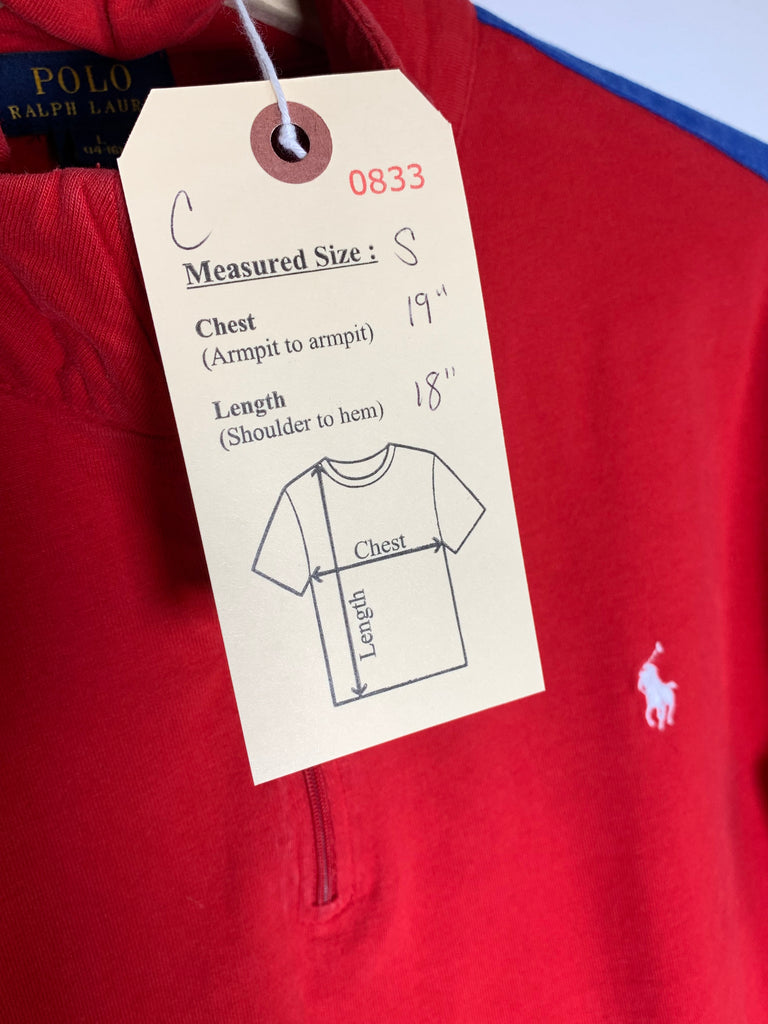 POLO
RALPH LAUR
L
0833
C
Measured Size : S
Chest 19"
(Armpit to armpit)
Length 18"
(Shoulder to hem)
Chest
Length